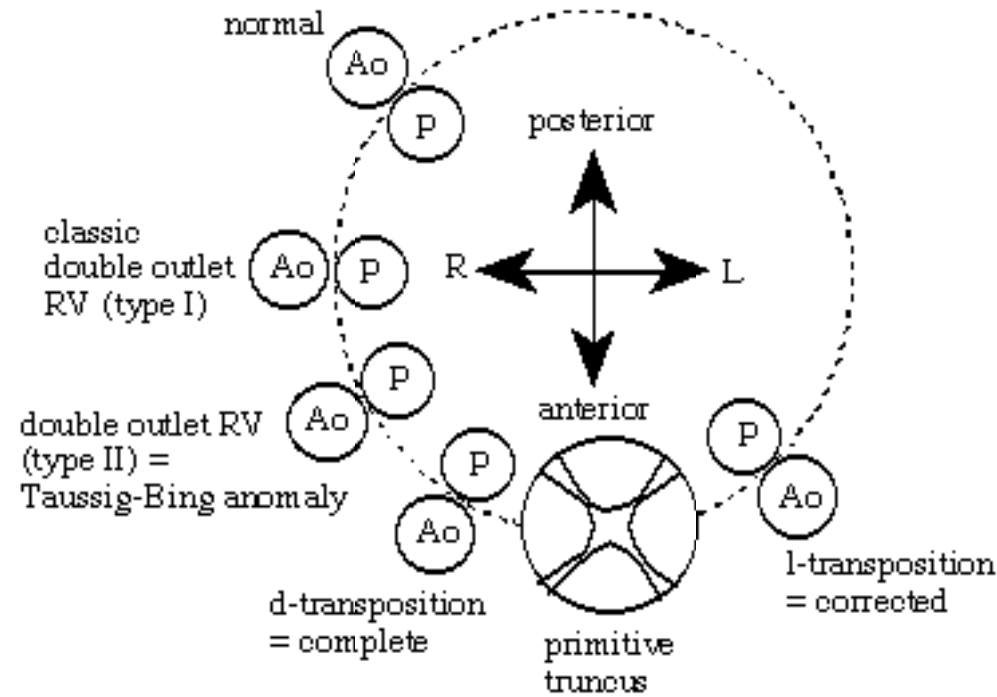 normal
Ao
P
posterior
classic
double outlet
RV (type I)
Ao
P
R
L
P
Ao
anterior
double outlet RV
(type II) =
Taussig-Bing anomaly
P
Ao
P
Ao
d-transposition
= complete
primitive
truncus
l-transposition
= corrected